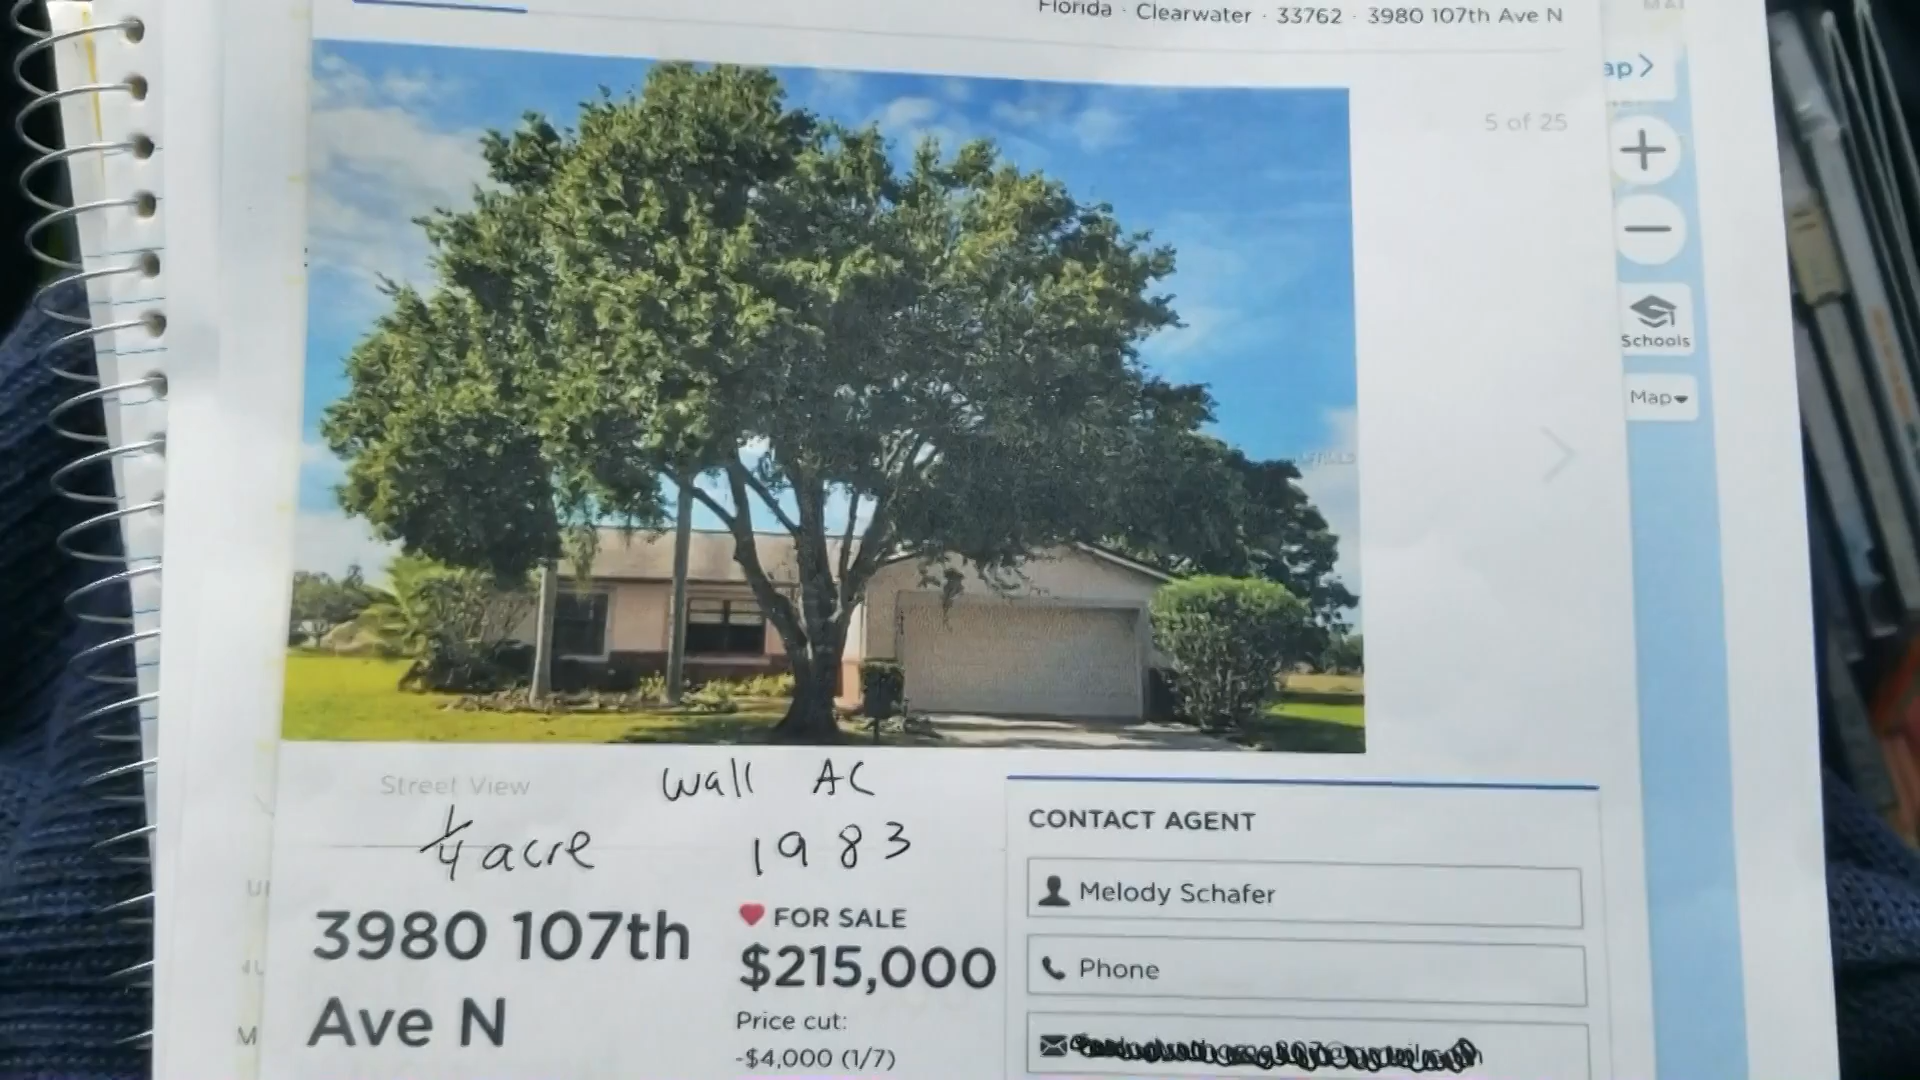 Florida · Clearwater · 33762 · 3980 107th Ave N
5 of 25
ap >
Schools
Map
Street View
Wall AC
1/4 acre
1983
3980 107th
Ave N
FOR SALE
$215,000
Price cut:
-$4,000 (1/7)
CONTACT AGENT
Melody Schafer
Phone